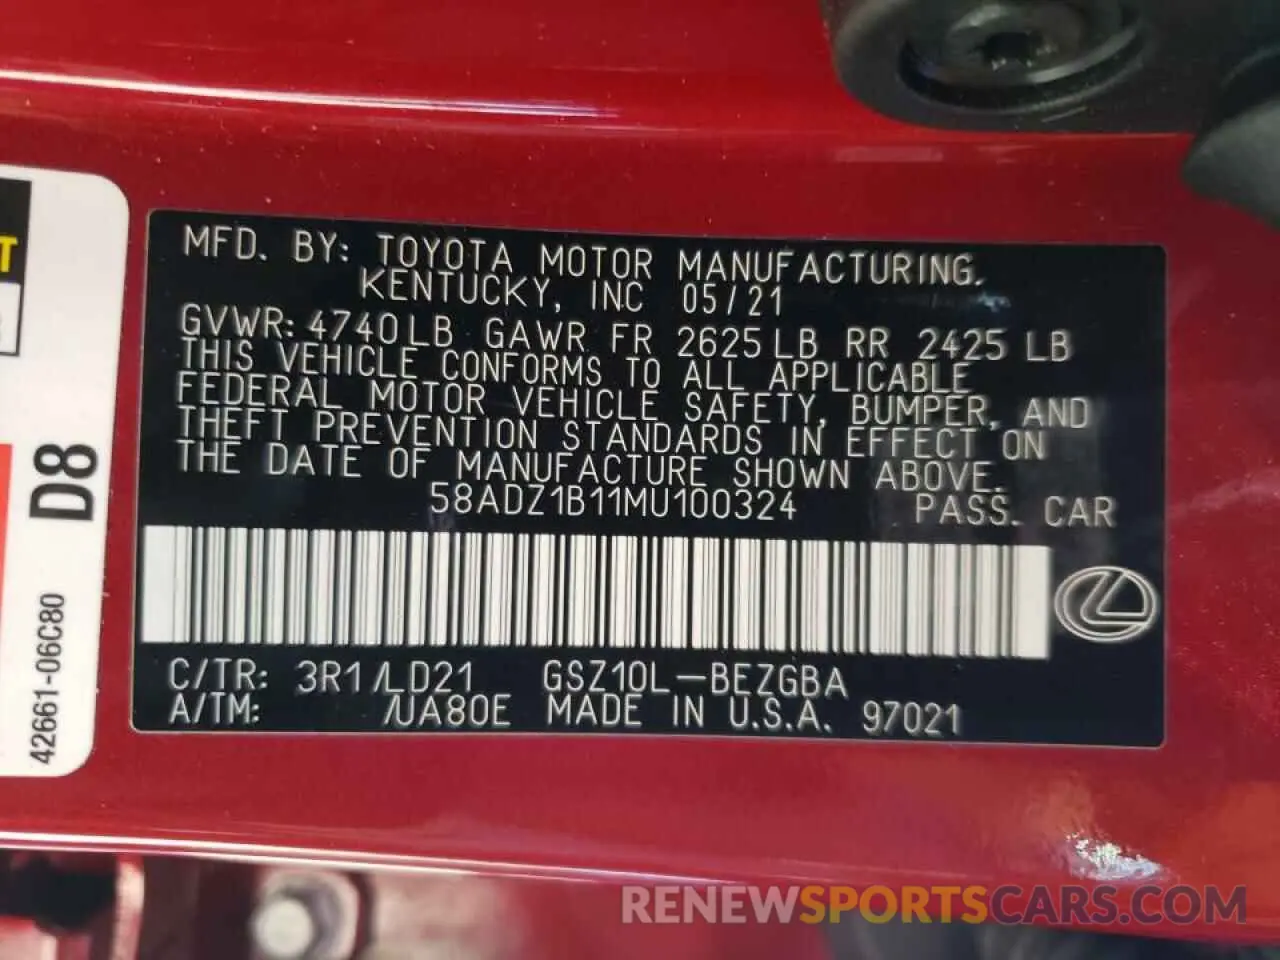 MFD. BY: TOYOTA MOTOR MANUFACTURING.
KENTUCKY, INC 05/21
GVWR: 4740LB GAWR FR 2625LB RR 2425 LB
THIS VEHICLE CONFORMS TO ALL APPLICABLE
FEDERAL MOTOR VEHICLE SAFETY, BUMPER, AND
THEFT PREVENTION STANDARDS IN EFFECT ON
THE DATE OF MANUFACTURE SHOWN ABOVE.
58ADZ1B11MU100324 PASS. CAR
C/TR: 3R1/LD21 GSZ10L-BEZGBA
A/TM: /UA80E MADE IN U.S.A. 97021
D8
42661-06C80
RENEWSPORTSCARS.COM